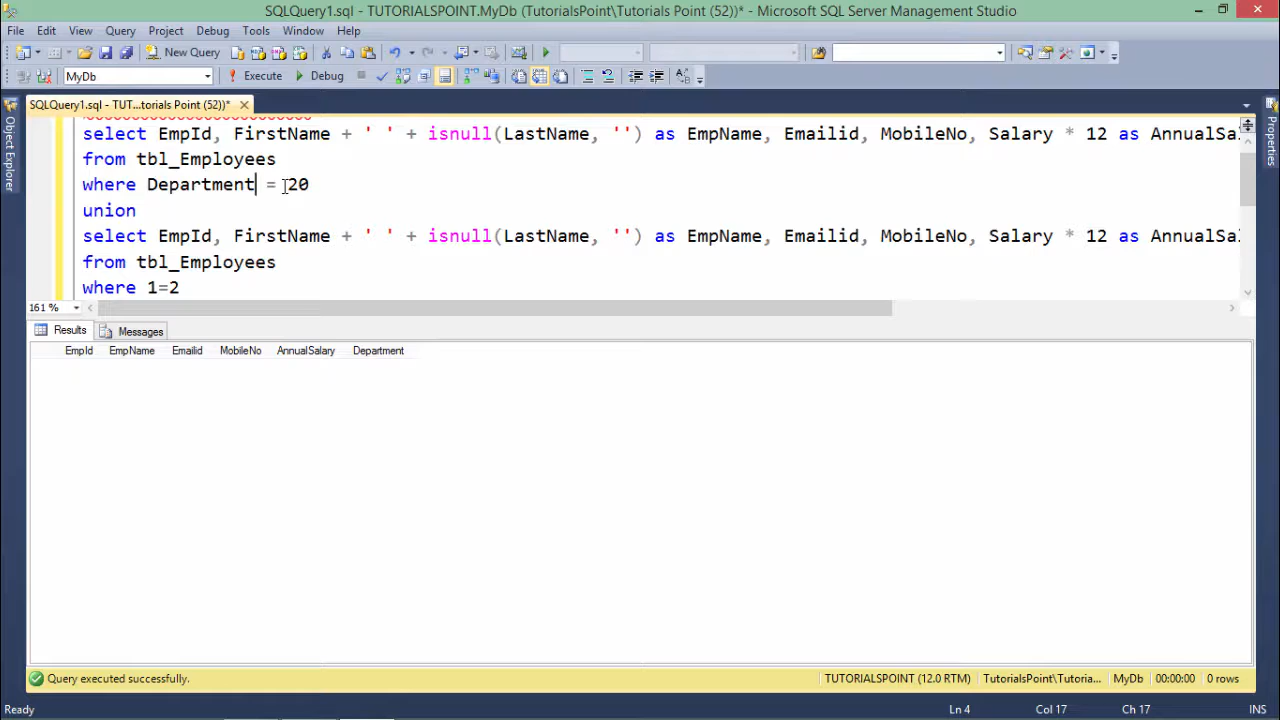 SQLQuery1.sql - TUTORIALSPOINT.MyDb (TutorialsPoint\Tutorials Point (52))* - Microsoft SQL Server Management Studio
File Edit View Query Project Debug Tools Window Help
New Query
MyDb Execute Debug
SQLQuery1.sql - TUT...torials Point (52))*
Object Explorer
Properties
select EmpId, FirstName + ' ' + isnull(LastName, '') as EmpName, Emailid, MobileNo, Salary * 12 as AnnualSa
from tbl_Employees
where Department = 20
union
select EmpId, FirstName + ' ' + isnull(LastName, '') as EmpName, Emailid, MobileNo, Salary * 12 as AnnualSal
from tbl_Employees
where 1=2
161 %
Results Messages
EmpId EmpName Emailid MobileNo AnnualSalary Department
Query executed successfully. TUTORIALSPOINT (12.0 RTM) TutorialsPoint\Tutoria... MyDb 00:00:00 0 rows
Ready Ln 4 Col 17 Ch 17 INS